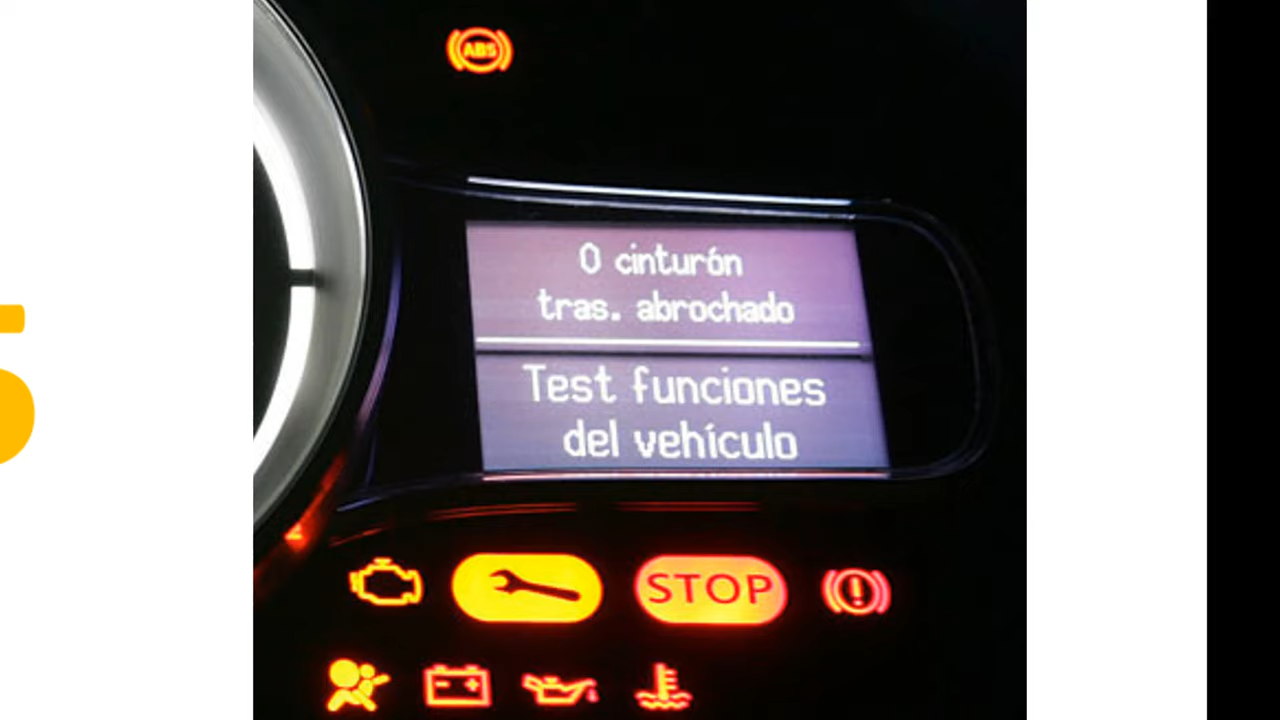 ABS
0 cinturón
tras. abrochado
Test funciones
del vehículo
STOP